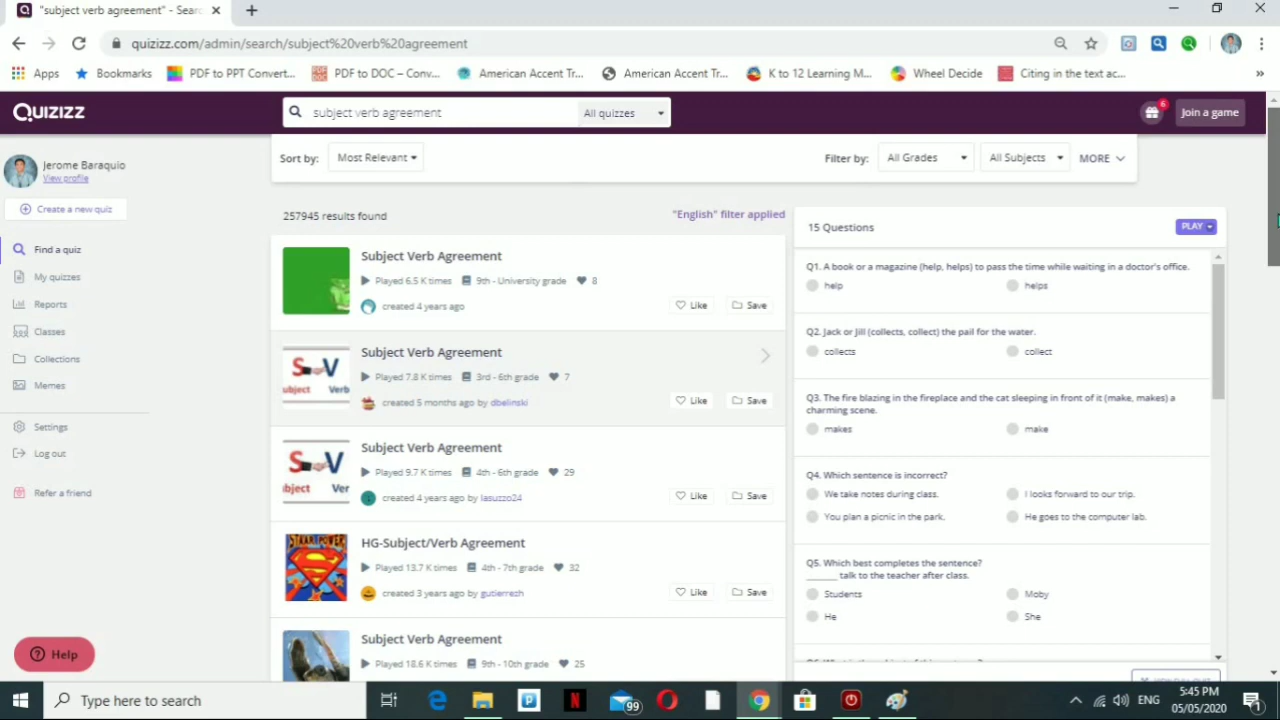 "subject verb agreement" - Sear
quizizz.com/admin/search/subject%20verb%20agreement
Apps
Bookmarks
PDF to PPT Convert...
PDF to DOC – Conv...
American Accent Tr...
American Accent Tr...
K to 12 Learning M...
Wheel Decide
Citing in the text ac...
»
QUIZIZZ
subject verb agreement
All quizzes
6
Join a game
Jerome Baraquio
View profile
Create a new quiz
Find a quiz
My quizzes
Reports
Classes
Collections
Memes
Settings
Log out
Refer a friend
Help
Sort by:
Most Relevant
Filter by:
All Grades
All Subjects
MORE
257945 results found
"English" filter applied
Subject Verb Agreement
Played 6.5 K times
9th - University grade
8
created 4 years ago
Like
Save
S V
ubject Verb
Subject Verb Agreement
Played 7.8 K times
3rd - 6th grade
7
created 5 months ago by dbelinski
Like
Save
S V
bject Ver
Subject Verb Agreement
Played 9.7 K times
4th - 6th grade
29
created 4 years ago by lasuzzo24
Like
Save
HG-Subject/Verb Agreement
Played 13.7 K times
4th - 7th grade
32
created 3 years ago by gutierrezh
Like
Save
Subject Verb Agreement
Played 18.6 K times
9th - 10th grade
25
15 Questions
PLAY
Q1. A book or a magazine (help, helps) to pass the time while waiting in a doctor's office.
help
helps
Q2. Jack or Jill (collects, collect) the pail for the water.
collects
collect
Q3. The fire blazing in the fireplace and the cat sleeping in front of it (make, makes) a
charming scene.
makes
make
Q4. Which sentence is incorrect?
We take notes during class.
I looks forward to our trip.
You plan a picnic in the park.
He goes to the computer lab.
Q5. Which best completes the sentence?
_______ talk to the teacher after class.
Students
Moby
He
She
Type here to search
99
ENG
5:45 PM
05/05/2020
1